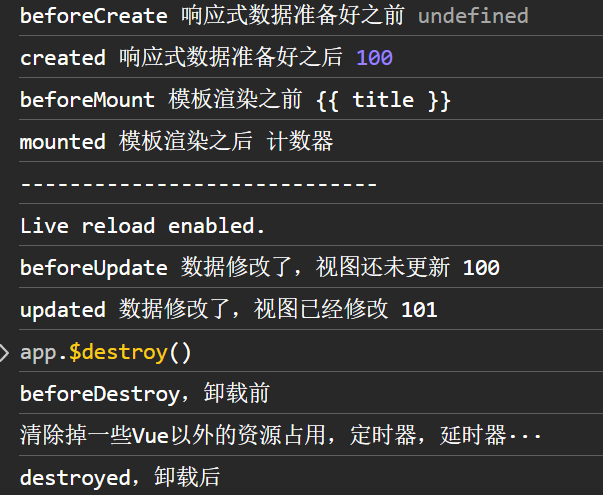 beforeCreate 响应式数据准备好之前 undefined
created 响应式数据准备好之后 100
beforeMount 模板渲染之前 {{ title }}
mounted 模板渲染之后 计数器
-----------------------------
Live reload enabled.
beforeUpdate 数据修改了，视图还未更新 100
updated 数据修改了，视图已经修改 101
app.$destroy()
beforeDestroy，卸载前
清除掉一些Vue以外的资源占用，定时器，延时器···
destroyed，卸载后